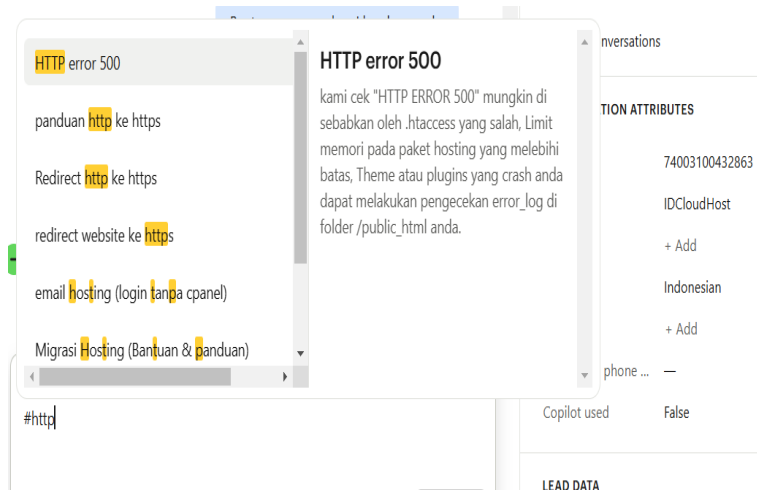 HTTP error 500
panduan http ke https
Redirect http ke https
redirect website ke https
email hosting (login tanpa cpanel)
Migrasi Hosting (Bantuan & panduan)
HTTP error 500
kami cek "HTTP ERROR 500" mungkin di
sebabkan oleh .htaccess yang salah, Limit
memori pada paket hosting yang melebihi
batas, Theme atau plugins yang crash anda
dapat melakukan pengecekan error_log di
folder /public_html anda.
#http
nversations
TION ATTRIBUTES
74003100432863
IDCloudHost
+ Add
Indonesian
+ Add
phone ... —
Copilot used False
LEAD DATA